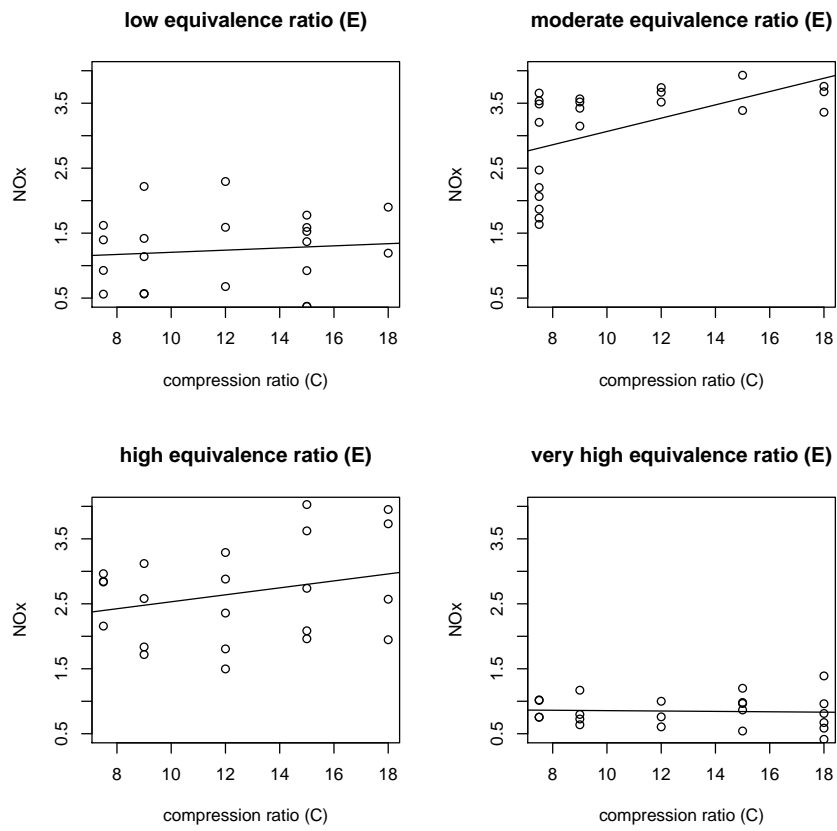 low equivalence ratio (E)
NOx
3.5
2.5
1.5
0.5
8 10 12 14 16 18
compression ratio (C)
moderate equivalence ratio (E)
NOx
3.5
2.5
1.5
0.5
8 10 12 14 16 18
compression ratio (C)
high equivalence ratio (E)
NOx
3.5
2.5
1.5
0.5
8 10 12 14 16 18
compression ratio (C)
very high equivalence ratio (E)
NOx
3.5
2.5
1.5
0.5
8 10 12 14 16 18
compression ratio (C)